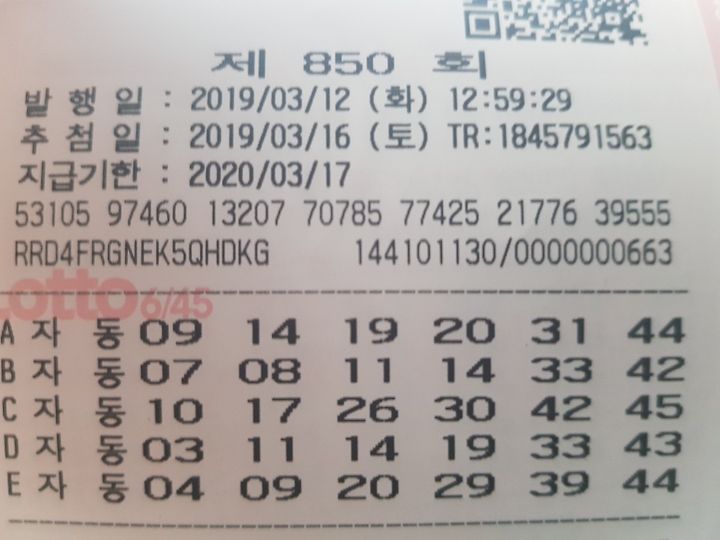 제 850 회
발 행 일 : 2019/03/12 (화) 12:59:29
추 첨 일 : 2019/03/16 (토) TR:1845791563
지급기한 : 2020/03/17
53105 97460 13207 70785 77425 21776 39555
RRD4FRGNEK5QHDKG 144101130/0000000663
Lotto 6/45
A 자 동 09 14 19 20 31 44
B 자 동 07 08 11 14 33 42
C 자 동 10 17 26 30 42 45
D 자 동 03 11 14 19 33 43
E 자 동 04 09 20 29 39 44